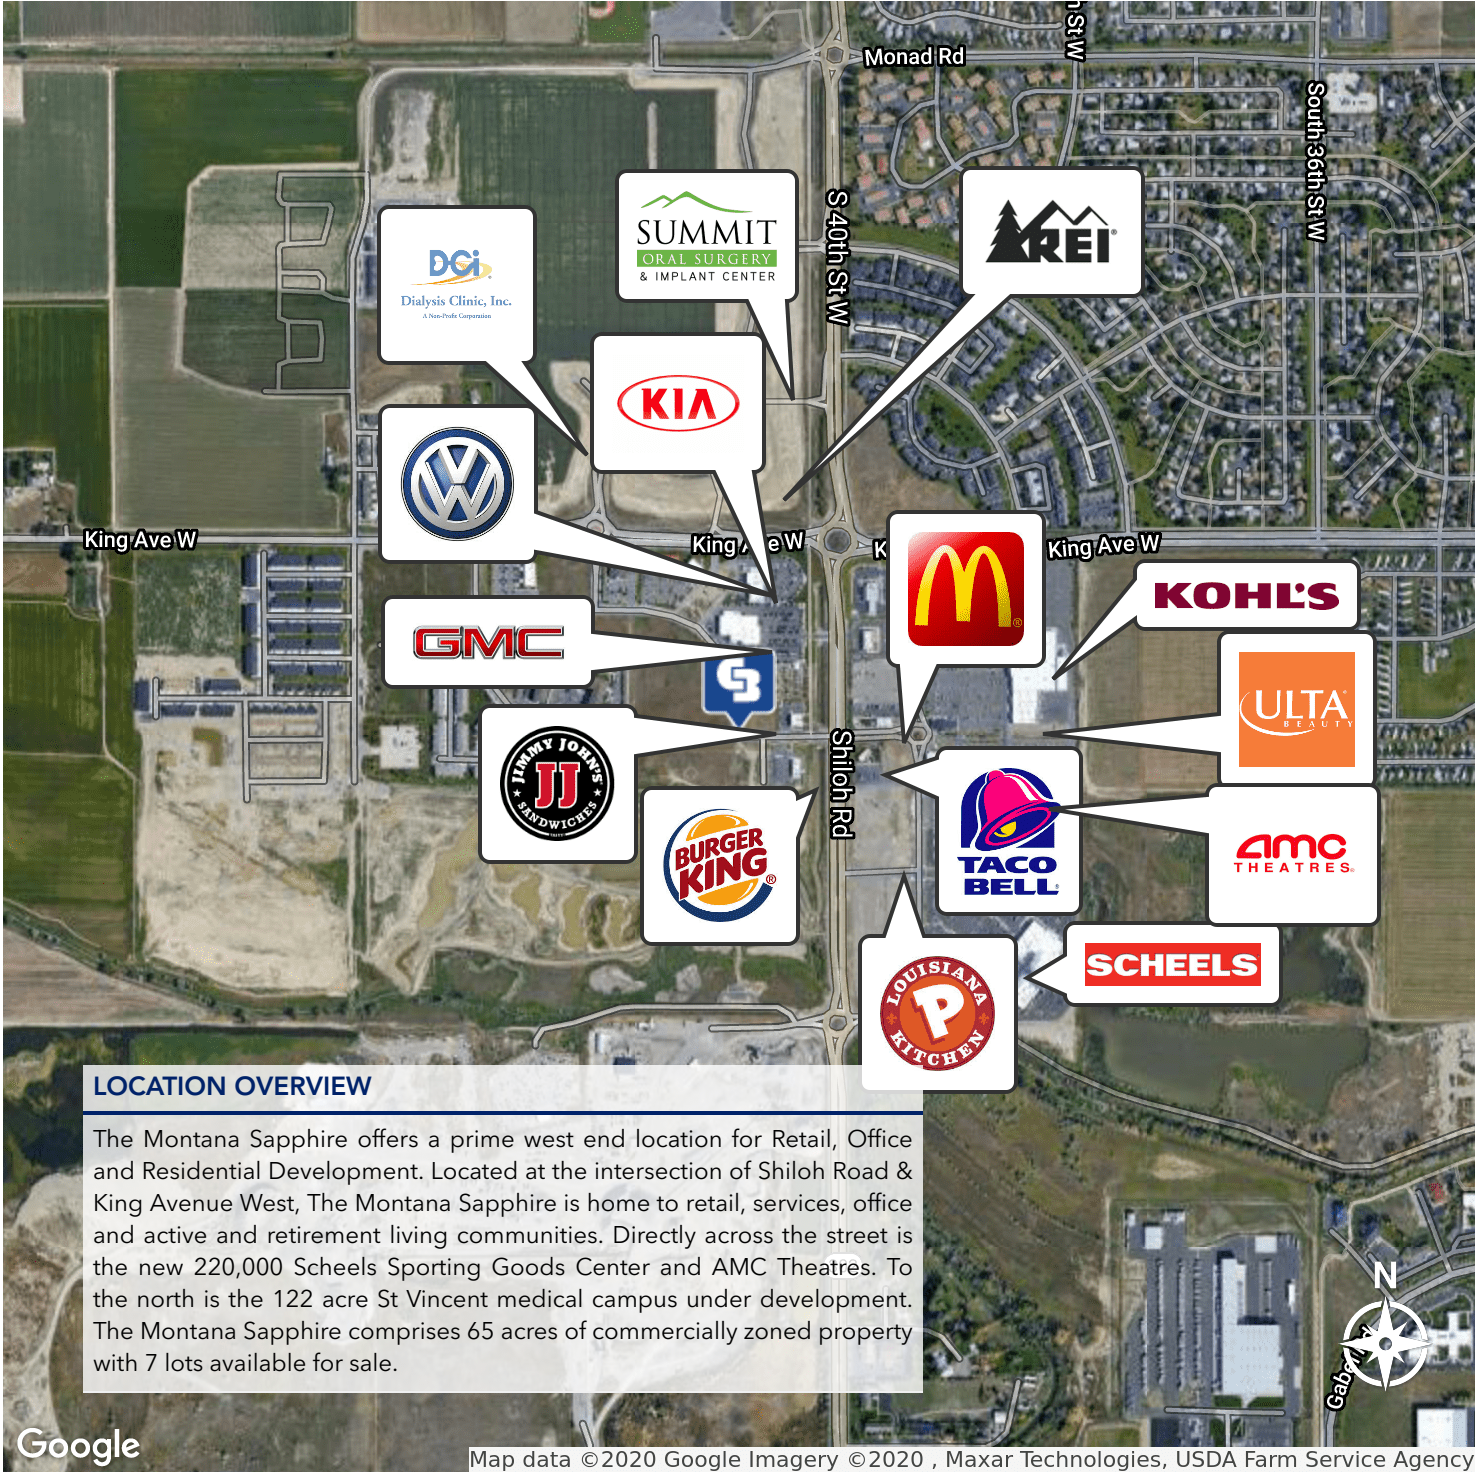 Monad Rd
n St W
South 36th St W
S 40th St W
SUMMIT
ORAL SURGERY
& IMPLANT CENTER
REI®
DCi
Dialysis Clinic, Inc.
A Non-Profit Corporation
KIA
VW
King Ave W
King Ave W
K
King Ave W
M®
KOHL'S
GMC
CB
ULTA
BEAUTY
JIMMY JOHN'S
JJ
SANDWICHES
Shiloh Rd
BURGER
KING®
TACO
BELL
amc
THEATRES
SCHEELS
LOUISIANA
P
KITCHEN
LOCATION OVERVIEW
The Montana Sapphire offers a prime west end location for Retail, Office
and Residential Development. Located at the intersection of Shiloh Road &
King Avenue West, The Montana Sapphire is home to retail, services, office
and active and retirement living communities. Directly across the street is
the new 220,000 Scheels Sporting Goods Center and AMC Theatres. To
the north is the 122 acre St Vincent medical campus under development.
The Montana Sapphire comprises 65 acres of commercially zoned property
with 7 lots available for sale.
N
Google
Map data ©2020 Google Imagery ©2020 , Maxar Technologies, USDA Farm Service Agency